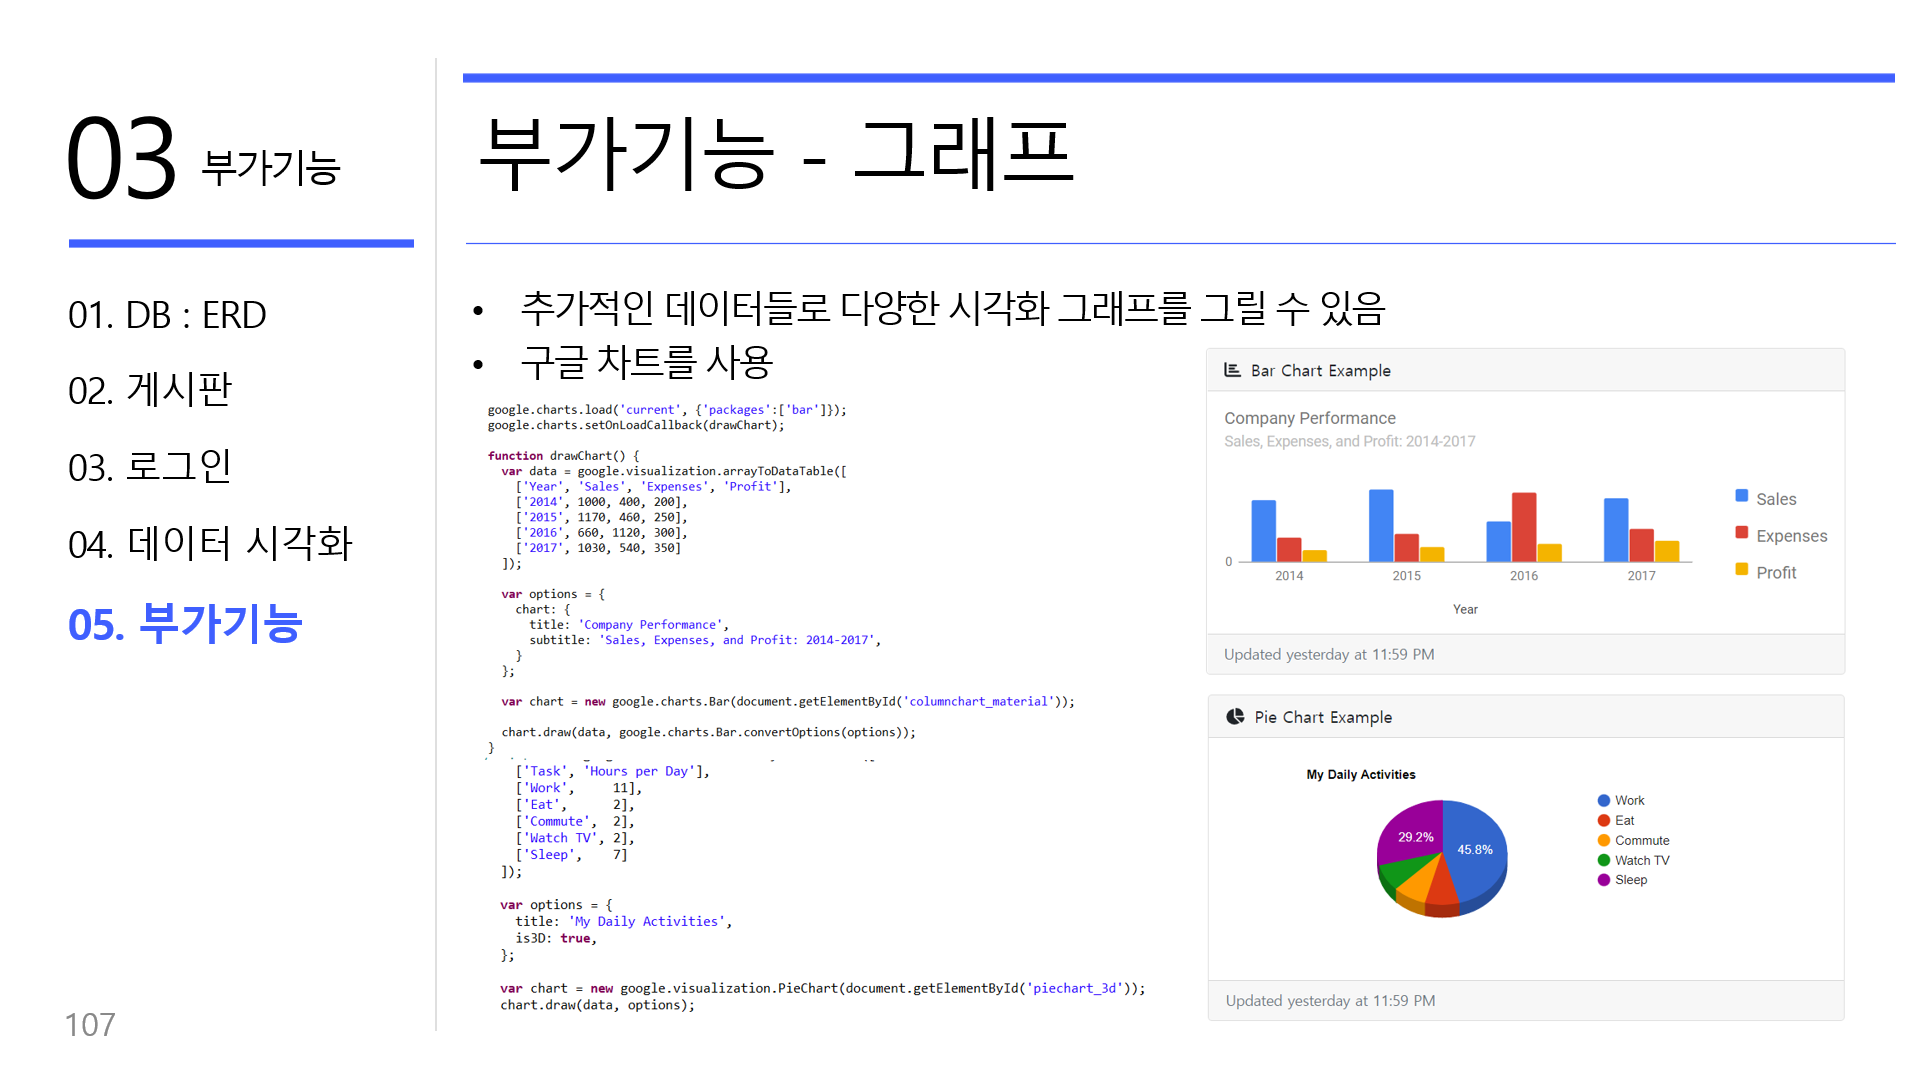 03 부가기능
01. DB : ERD
02. 게시판
03. 로그인
04. 데이터 시각화
05. 부가기능
107
부가기능 - 그래프
• 추가적인 데이터들로 다양한 시각화 그래프를 그릴 수 있음
• 구글 차트를 사용
google.charts.load('current', {'packages':['bar']});
google.charts.setOnLoadCallback(drawChart);
function drawChart() {
var data = google.visualization.arrayToDataTable([
['Year', 'Sales', 'Expenses', 'Profit'],
['2014', 1000, 400, 200],
['2015', 1170, 460, 250],
['2016', 660, 1120, 300],
['2017', 1030, 540, 350]
]);
var options = {
chart: {
title: 'Company Performance',
subtitle: 'Sales, Expenses, and Profit: 2014-2017',
}
};
var chart = new google.charts.Bar(document.getElementById('columnchart_material'));
chart.draw(data, google.charts.Bar.convertOptions(options));
}
['Task', 'Hours per Day'],
['Work', 11],
['Eat', 2],
['Commute', 2],
['Watch TV', 2],
['Sleep', 7]
]);
var options = {
title: 'My Daily Activities',
is3D: true,
};
var chart = new google.visualization.PieChart(document.getElementById('piechart_3d'));
chart.draw(data, options);
Bar Chart Example
Company Performance
Sales, Expenses, and Profit: 2014-2017
Sales
Expenses
Profit
0
2014 2015 2016 2017
Year
Updated yesterday at 11:59 PM
Pie Chart Example
My Daily Activities
29.2%
45.8%
Work
Eat
Commute
Watch TV
Sleep
Updated yesterday at 11:59 PM